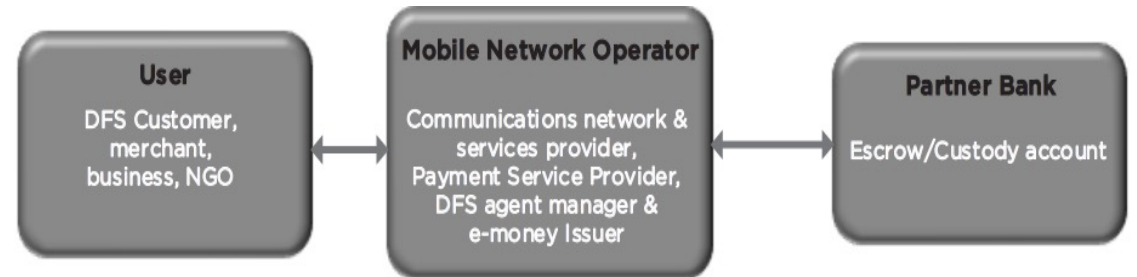 User
DFS Customer,
merchant,
business, NGO
Mobile Network Operator
Communications network &
services provider,
Payment Service Provider,
DFS agent manager &
e-money Issuer
Partner Bank
Escrow/Custody account